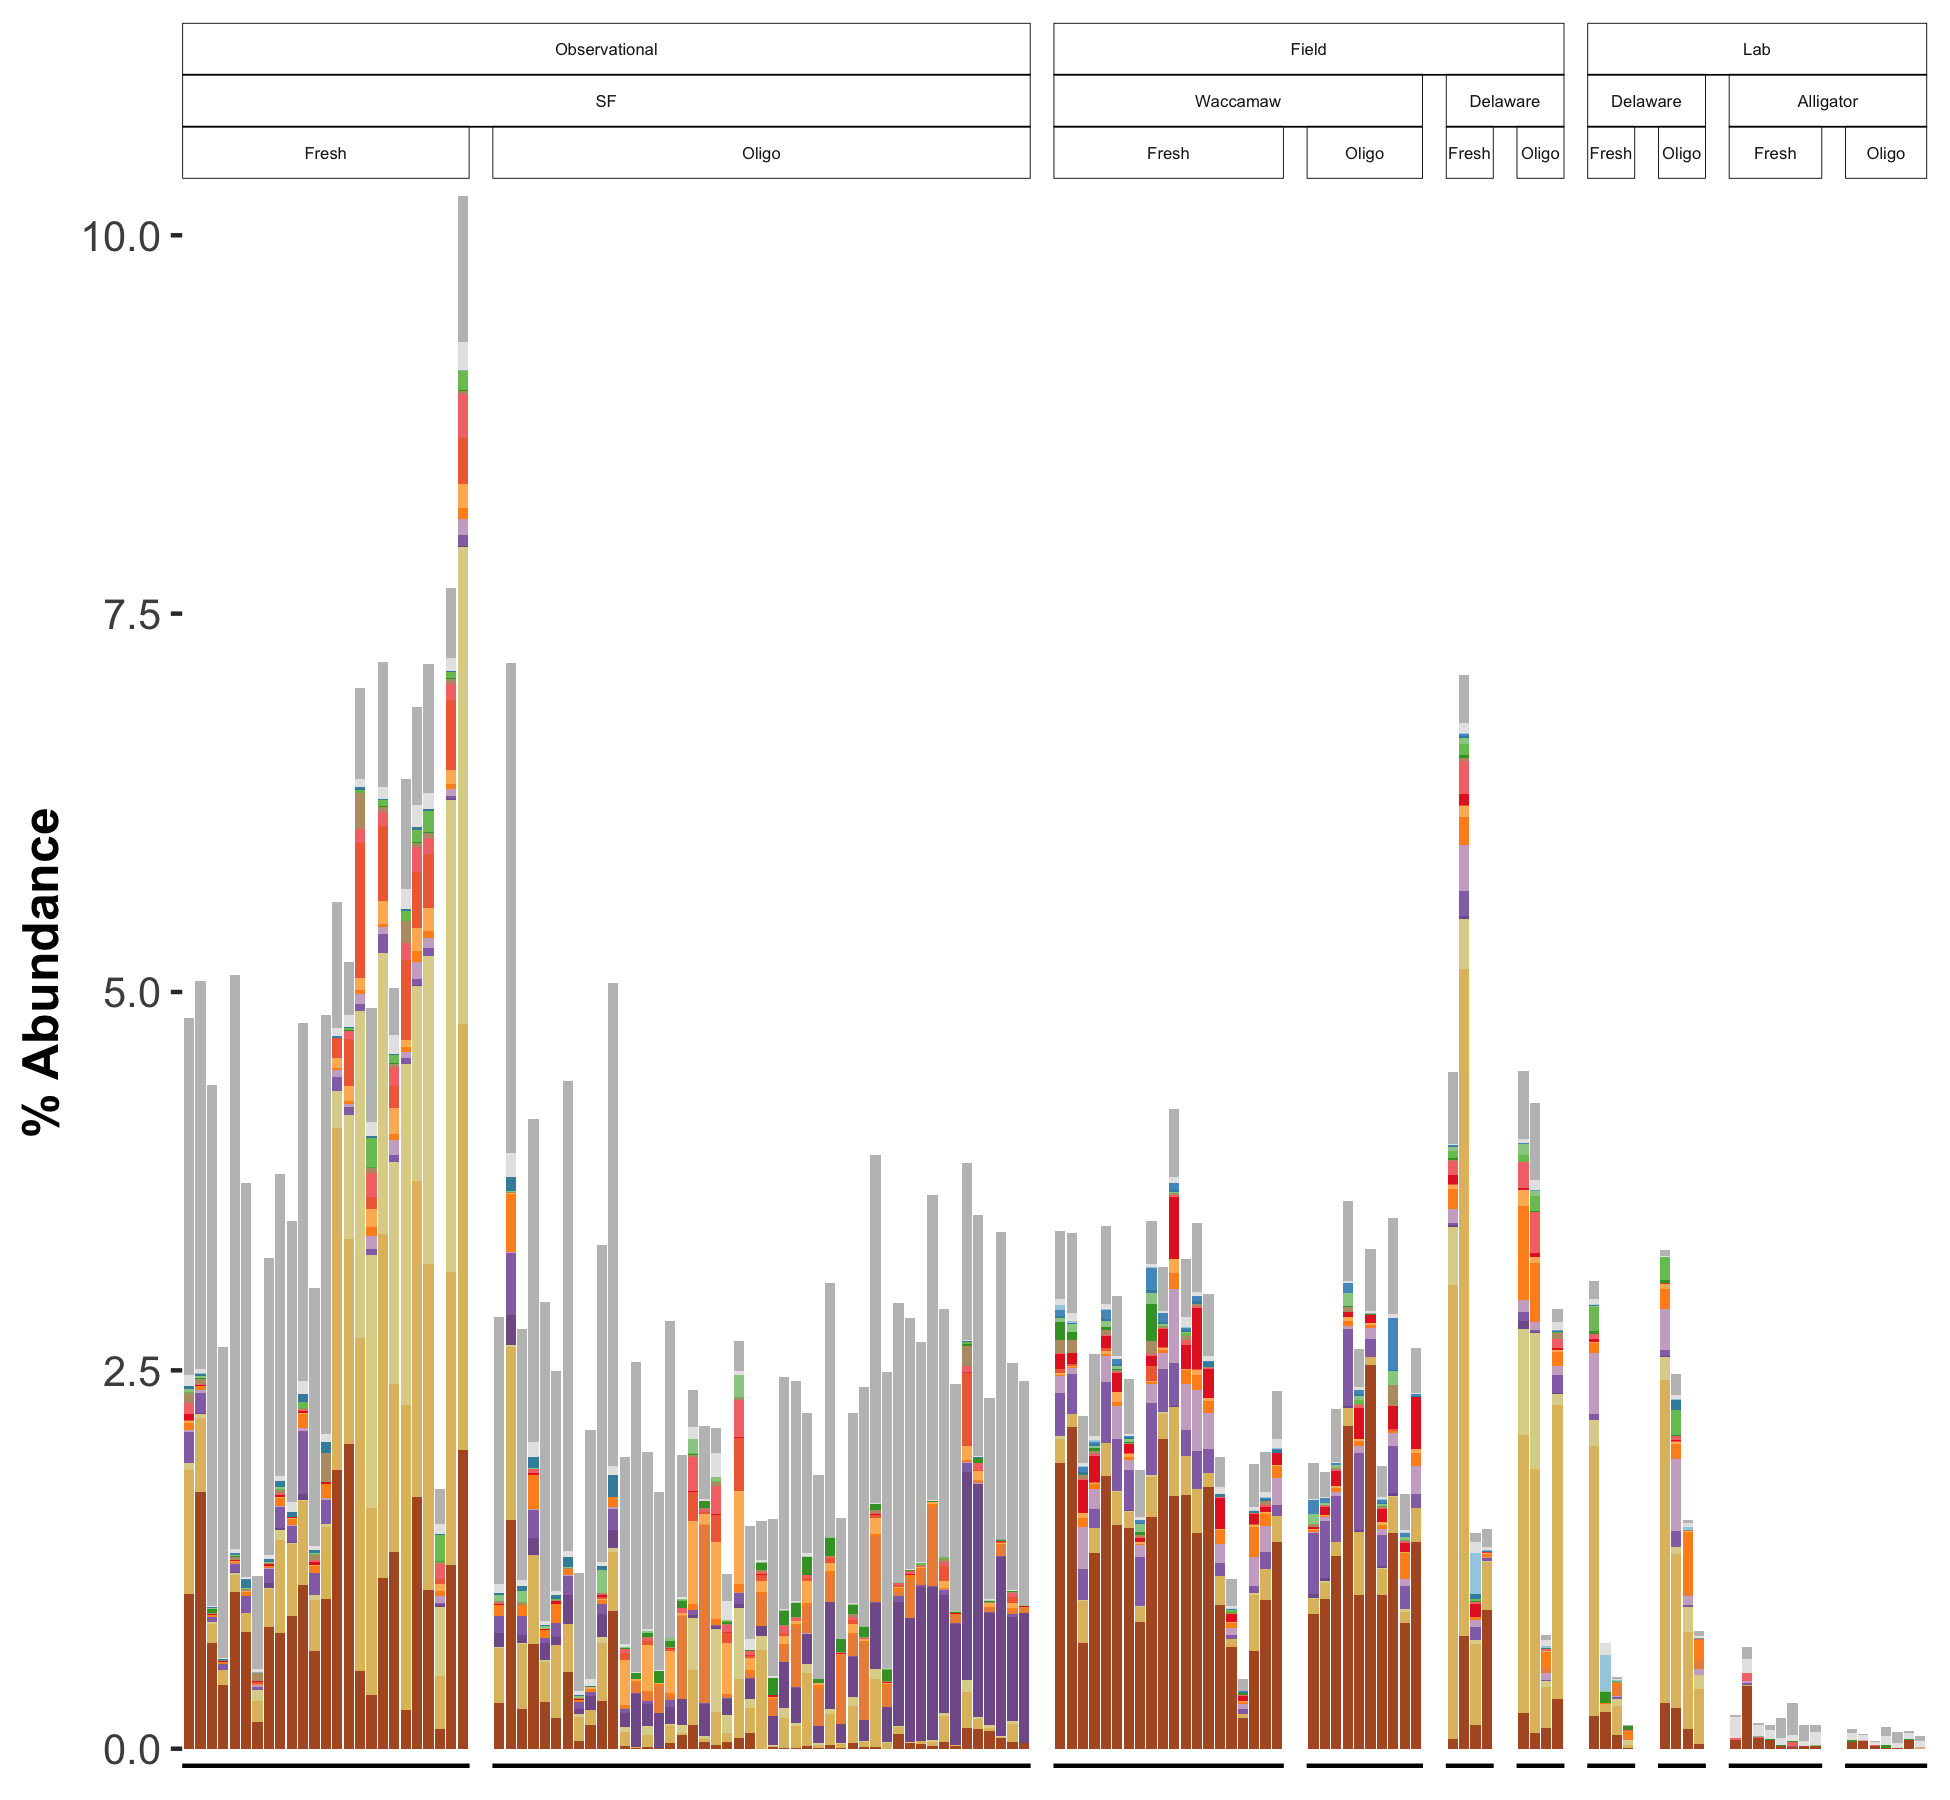 Observational Field Lab
SF Waccamaw Delaware Delaware Alligator
Fresh Oligo Fresh Oligo Fresh Oligo Fresh Oligo Fresh Oligo
10.0
7.5
5.0
2.5
0.0
% Abundance